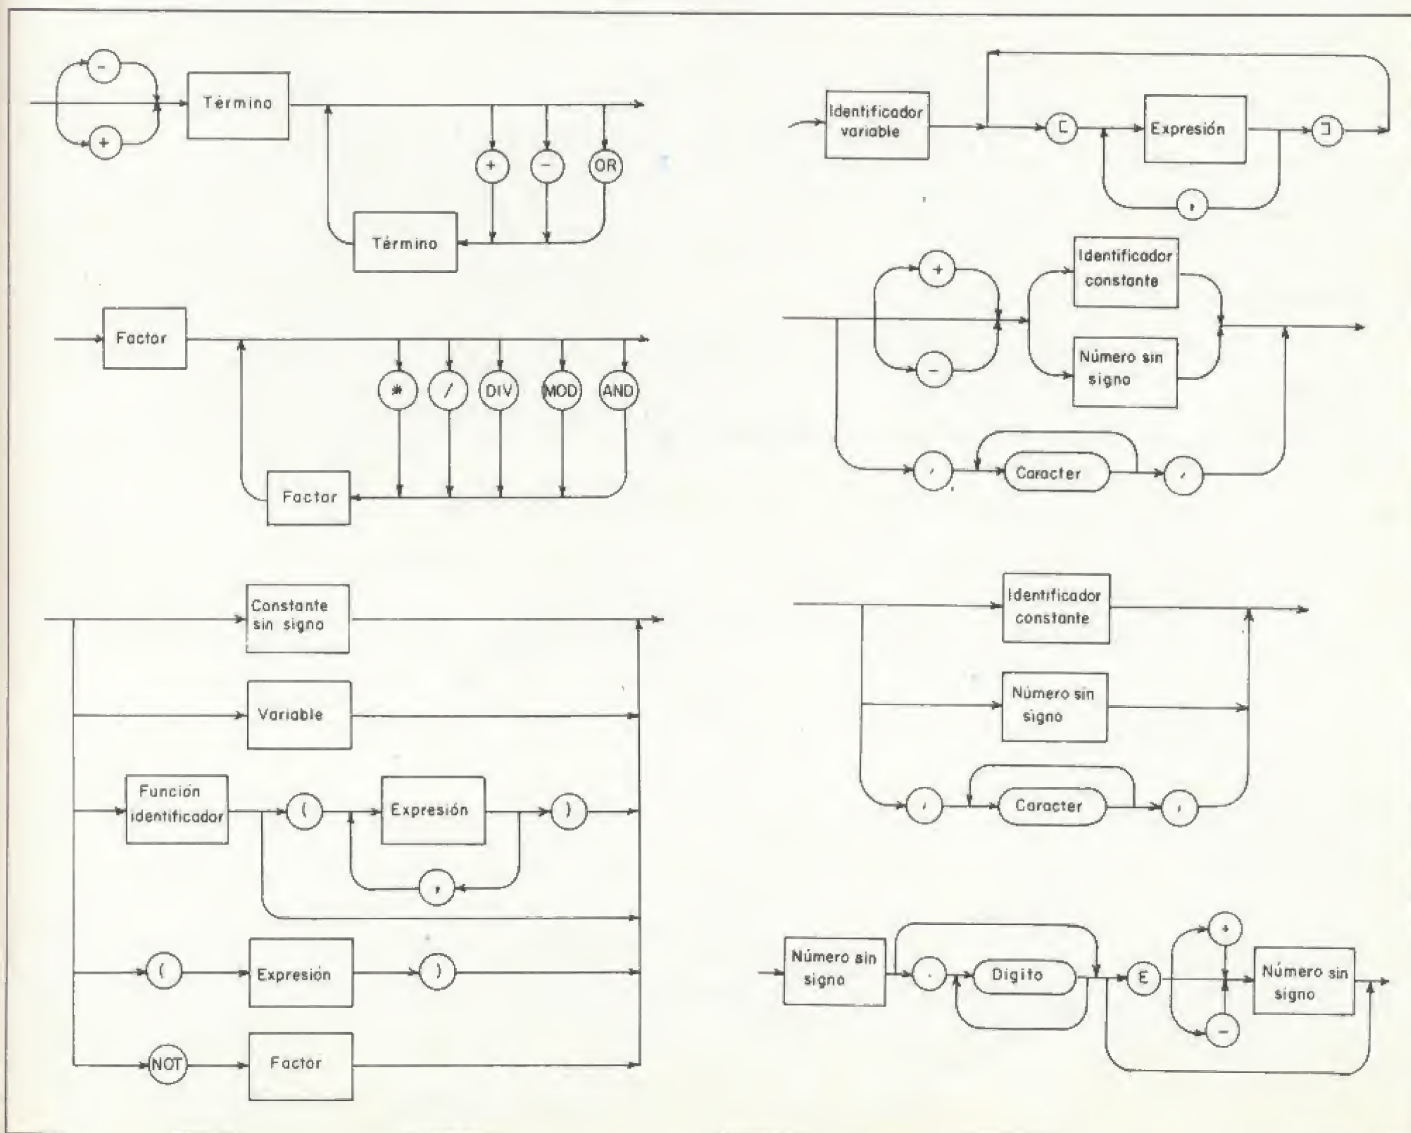 -
Término
+
+
-
OR
Término
Factor
*
/
DIV
MOD
AND
Factor
Constante
sin signo
Variable
Función
identificador
(
Expresión
)
,
(
Expresión
)
NOT
Factor
Identificador
variable
[
Expresión
]
,
+
-
Identificador
constante
Número sin
signo
,
Caracter
,
Identificador
constante
Número sin
signo
,
Caracter
,
Número sin
signo
.
Digito
E
+
-
Número sin
signo